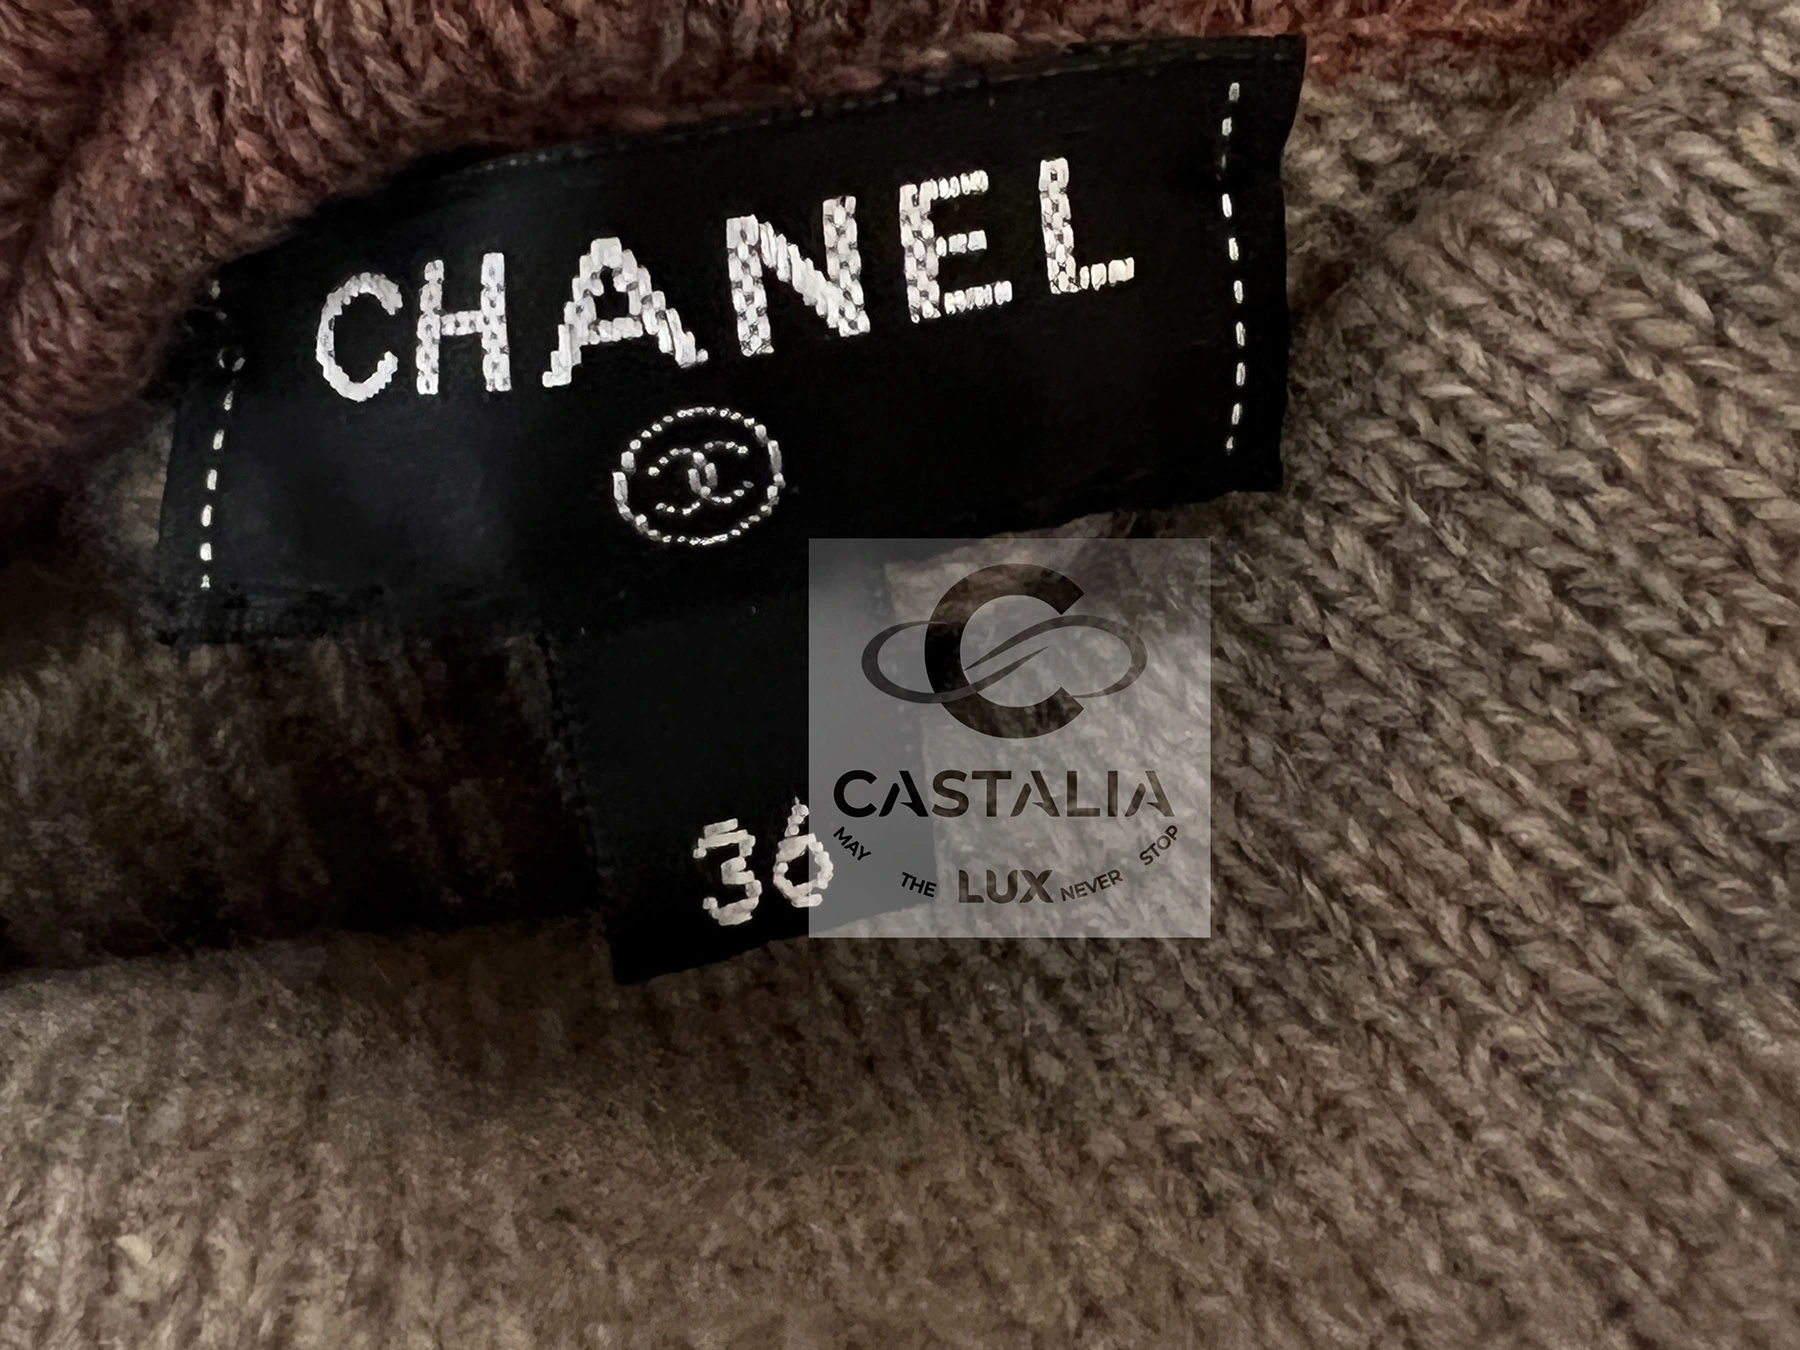 CHANEL
36
CASTALIA
MAY THE LUX NEVER STOP